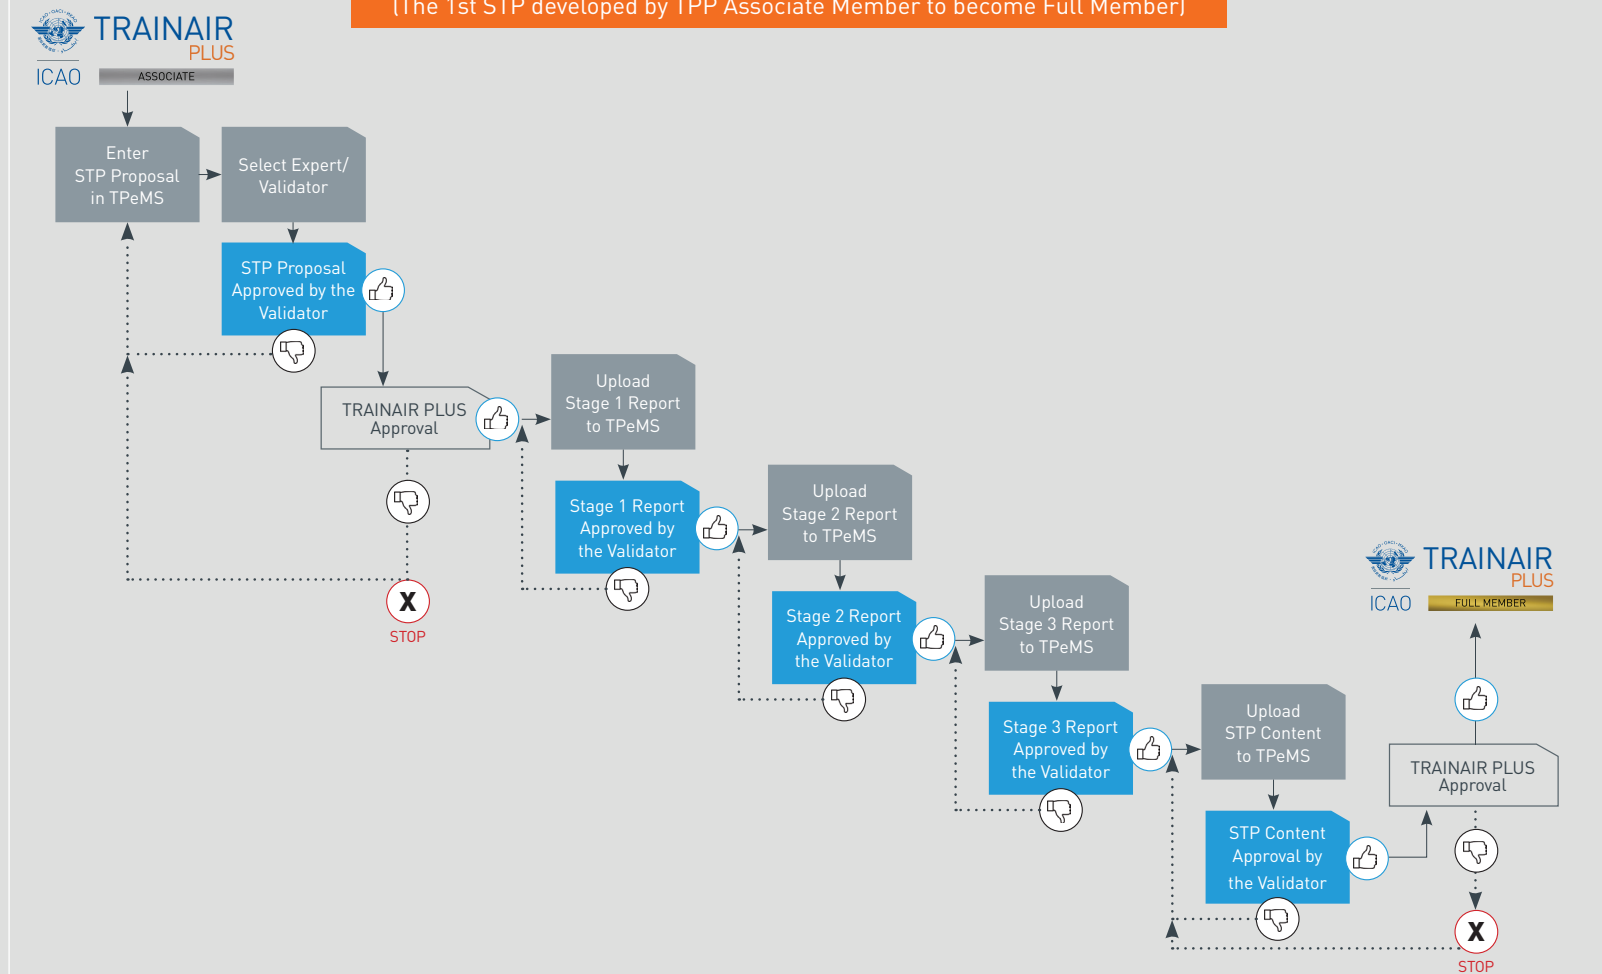 (The 1st STP developed by TPP Associate Member to become Full Member)
TRAINAIR
PLUS
ICAO
ASSOCIATE
Enter
STP Proposal
in TPeMS
Select Expert/
Validator
STP Proposal
Approved by the
Validator
TRAINAIR PLUS
Approval
X
STOP
Upload
Stage 1 Report
to TPeMS
Stage 1 Report
Approved by
the Validator
Upload
Stage 2 Report
to TPeMS
Stage 2 Report
Approved by
the Validator
Upload
Stage 3 Report
to TPeMS
Stage 3 Report
Approved by
the Validator
Upload
STP Content
to TPeMS
STP Content
Approval by
the Validator
TRAINAIR PLUS
Approval
X
STOP
TRAINAIR
PLUS
ICAO
FULL MEMBER